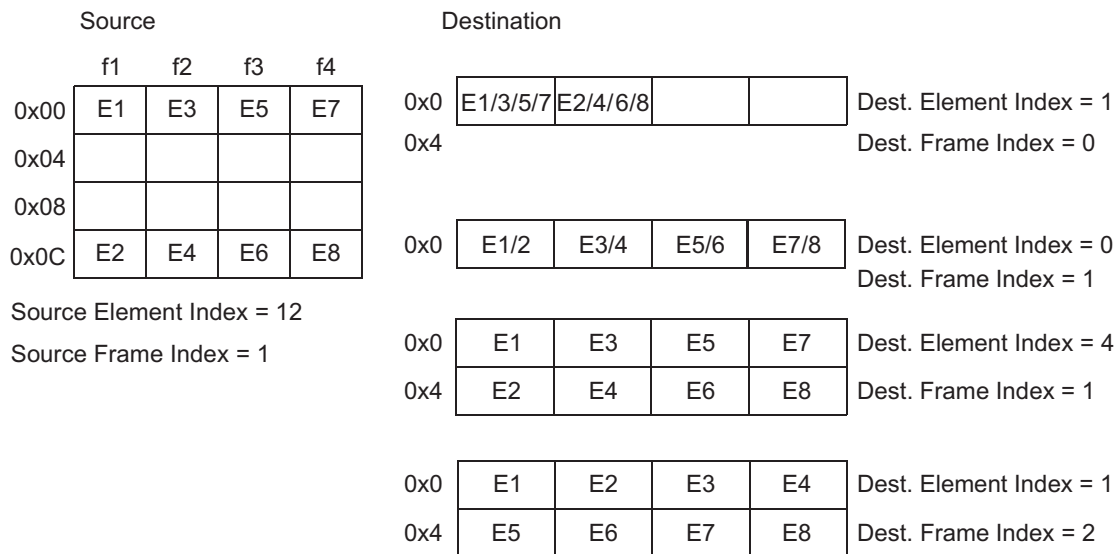 Source
f1 f2 f3 f4
0x00 E1 E3 E5 E7
0x04
0x08
0x0C E2 E4 E6 E8
Source Element Index = 12
Source Frame Index = 1
Destination
0x0 E1/3/5/7 E2/4/6/8 Dest. Element Index = 1
0x4 Dest. Frame Index = 0
0x0 E1/2 E3/4 E5/6 E7/8 Dest. Element Index = 0
Dest. Frame Index = 1
0x0 E1 E3 E5 E7 Dest. Element Index = 4
0x4 E2 E4 E6 E8 Dest. Frame Index = 1
0x0 E1 E2 E3 E4 Dest. Element Index = 1
0x4 E5 E6 E7 E8 Dest. Frame Index = 2